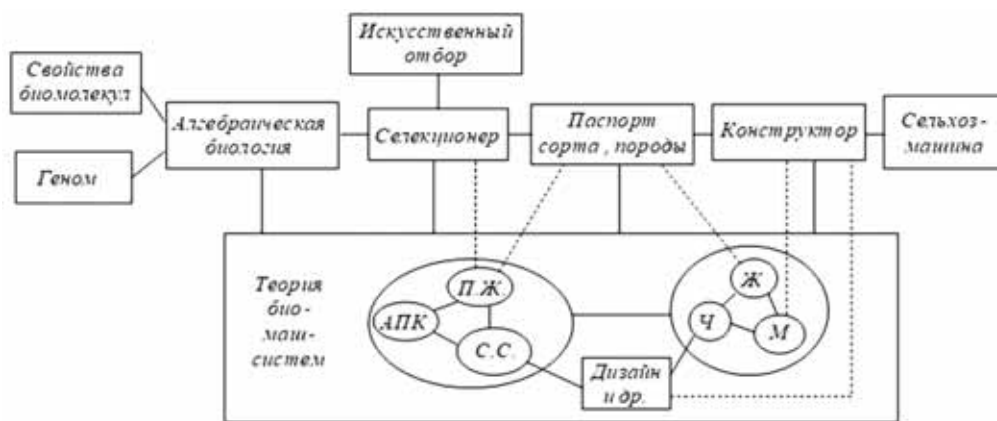 Искусственный
отбор
Свойства
биомолекул
Геном
Алгебраическая
биология
Селекционер
Паспорт
сорта , породы
Конструктор
Сельхоз-
машина
Теория
био-
маш-
систем
П.Ж.
АПК
С.С.
Ж
Ч
М
Дизайн
и др.